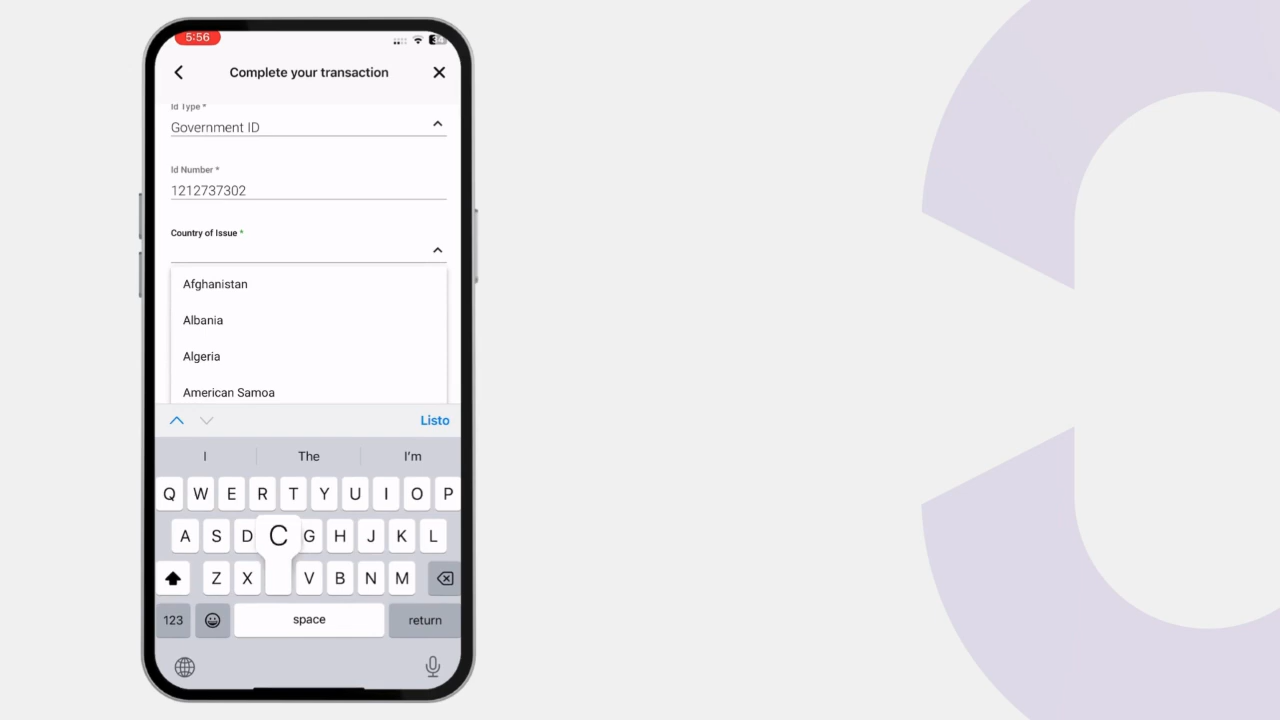 5:56
34
Complete your transaction
Id Type *
Government ID
Id Number *
1212737302
Country of Issue *
Afghanistan
Albania
Algeria
American Samoa
Listo
I The I'm
Q W E R T Y U I O P
A S D C G H J K L
Z X V B N M
123 space return